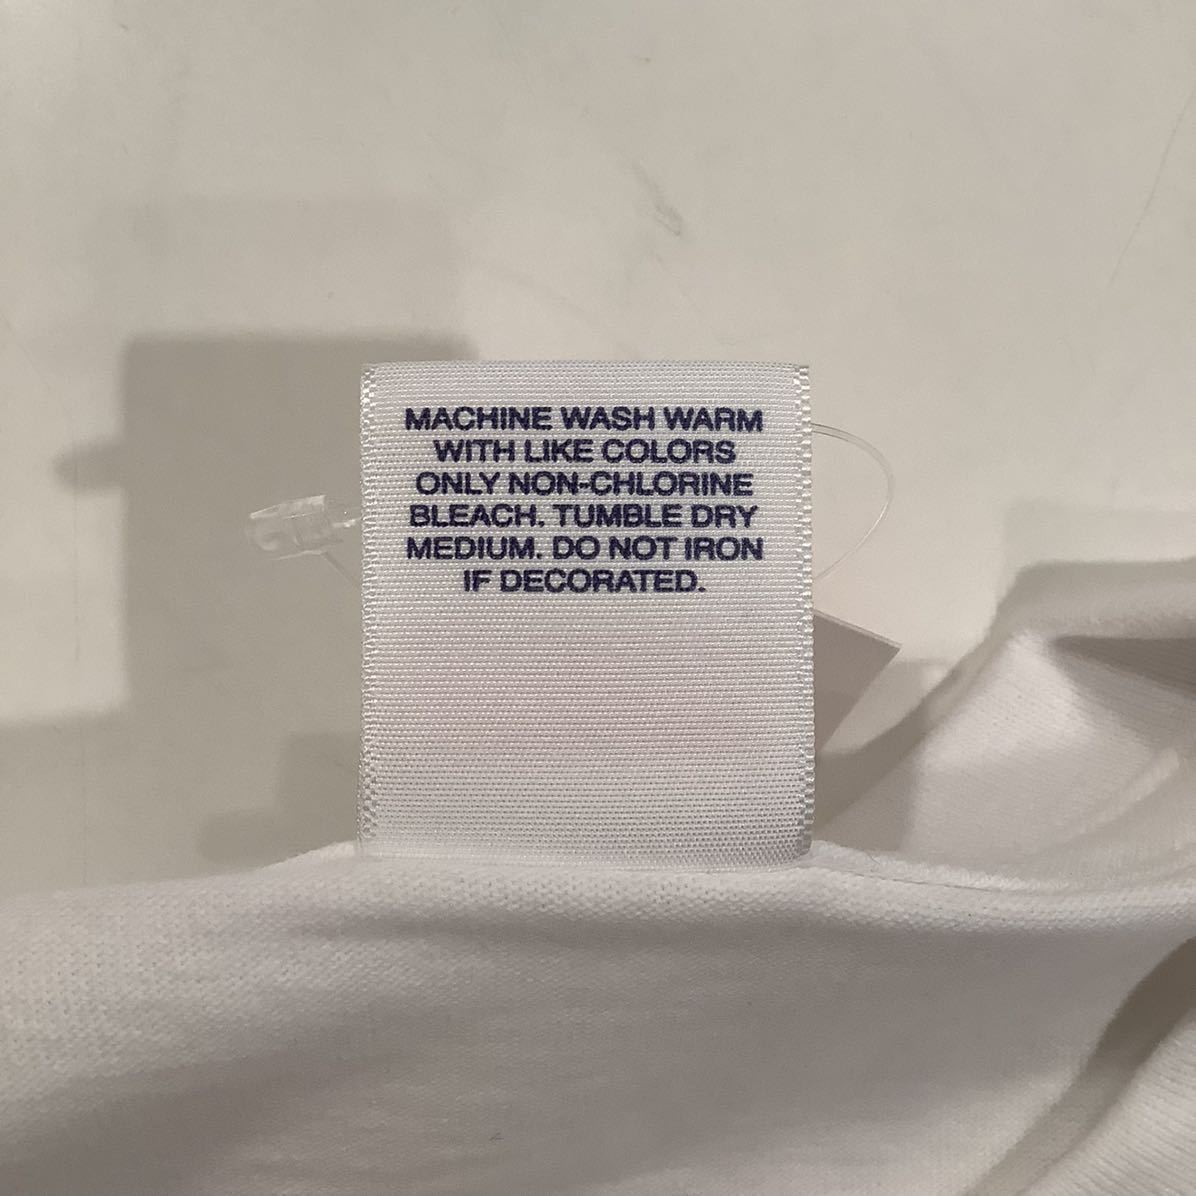 MACHINE WASH WARM
WITH LIKE COLORS
ONLY NON-CHLORINE
BLEACH. TUMBLE DRY
MEDIUM. DO NOT IRON
IF DECORATED.